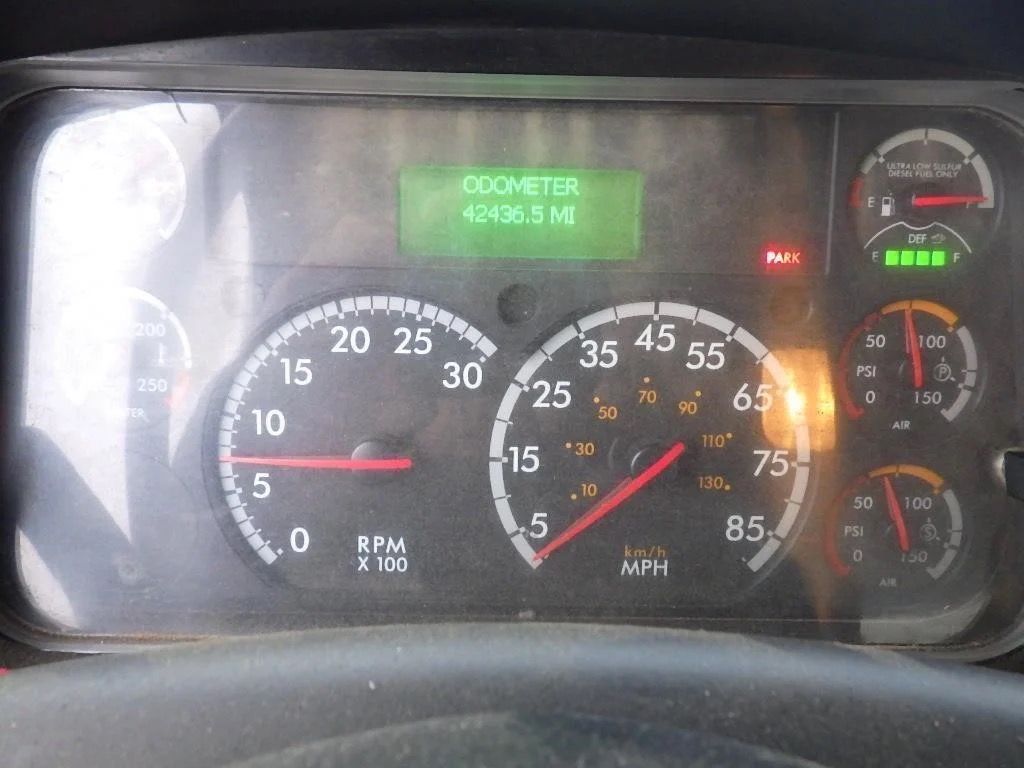 ODOMETER
42436.5 MI
PARK
ULTRA LOW SULFUR
DIESEL FUEL ONLY
E
DEF
E F
200
250
WATER
0
5
10
15
20
25
30
RPM
X 100
5
15
25
35
45
55
65
75
85
10
30
50
70
90
110
130
km/h
MPH
50 100
PSI P
0 150
AIR
50 100
PSI S
0 150
AIR